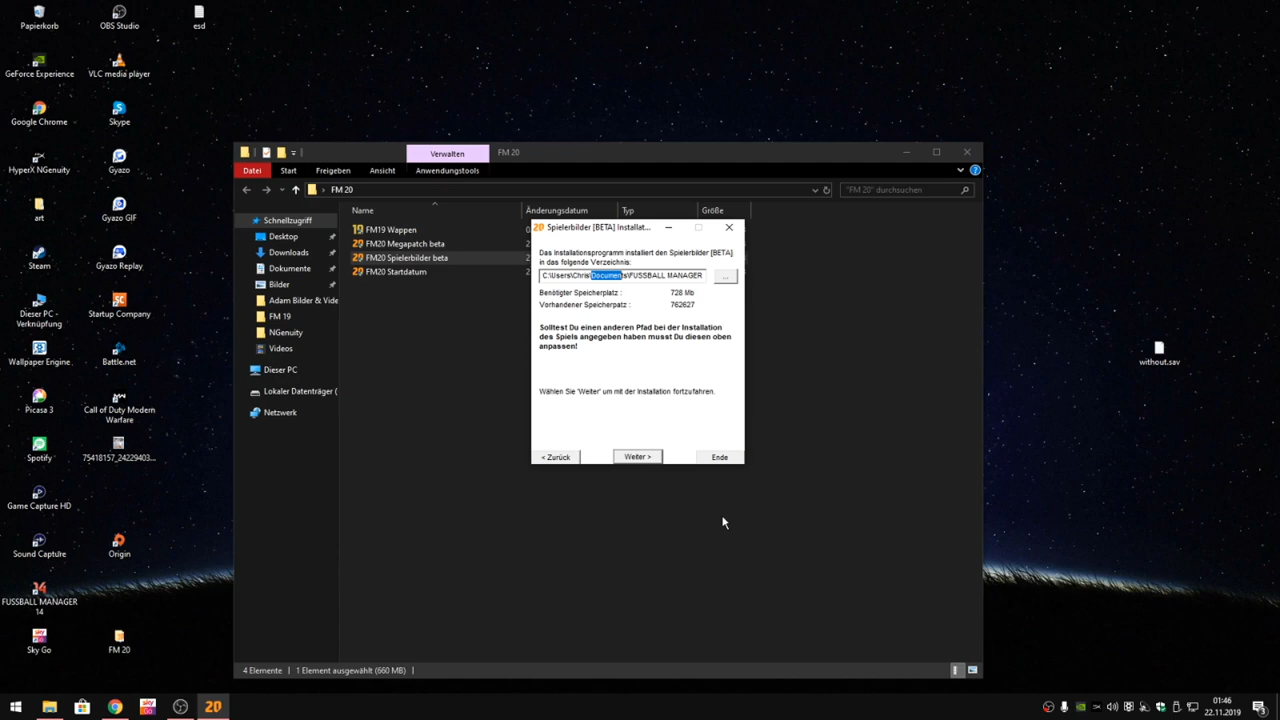 Papierkorb
OBS Studio
esd
GeForce Experience
VLC media player
Google Chrome
Skype
HyperX NGenuity
Gyazo
art
Gyazo GIF
Steam
Gyazo Replay
Dieser PC -
Verknüpfung
Startup Company
Wallpaper Engine
Battle.net
Picasa 3
Call of Duty Modern
Warfare
Spotify
75418157_24229403...
Game Capture HD
Sound Capture
Origin
FUSSBALL MANAGER
14
Sky Go
FM 20
without.sav
Verwalten
FM 20
Datei
Start
Freigeben
Ansicht
Anwendungstools
FM 20
"FM 20" durchsuchen
Name
Änderungsdatum
Typ
Größe
Schnellzugriff
Desktop
Downloads
Dokumente
Bilder
Adam Bilder & Vide
FM 19
NGenuity
Videos
Dieser PC
Lokaler Datenträger (
Netzwerk
FM19 Wappen
FM20 Megapatch beta
FM20 Spielerbilder beta
FM20 Startdatum
Spielerbilder [BETA] Installat...
Das Installationsprogramm installiert den Spielerbilder [BETA]
in das folgende Verzeichnis:
C:\Users\Chris\Documents\FUSSBALL MANAGER
...
Benötigter Speicherplatz :
728 Mb
Vorhandener Speicherpatz :
762627
Solltest Du einen anderen Pfad bei der Installation
des Spiels angegeben haben musst Du diesen oben
anpassen!
Wählen Sie 'Weiter' um mit der Installation fortzufahren.
< Zurück
Weiter >
Ende
4 Elemente
1 Element ausgewählt (660 MB)
01:46
22.11.2019